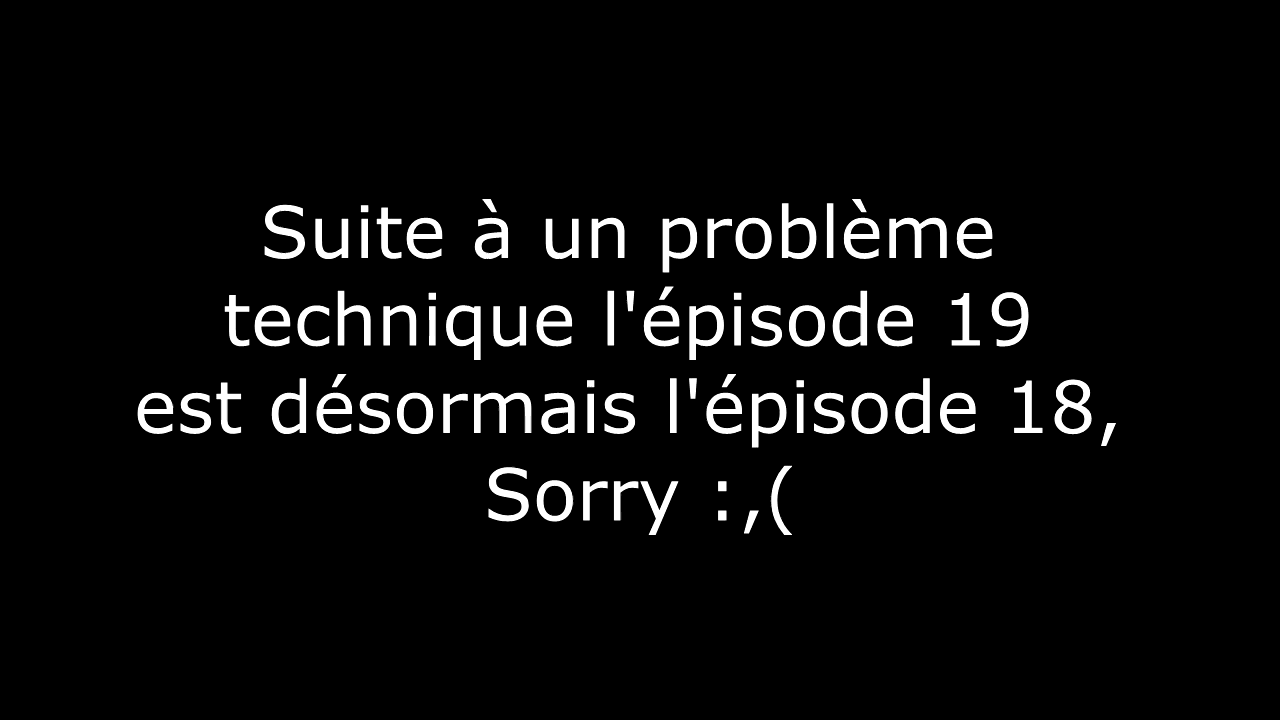 Suite à un problème
technique l'épisode 19
est désormais l'épisode 18,
Sorry :,(